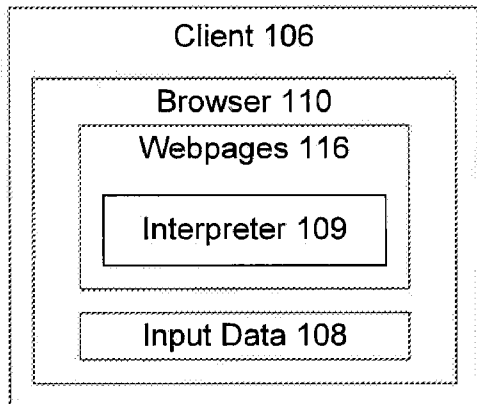 Client 106
Browser 110
Webpages 116
Interpreter 109
Input Data 108